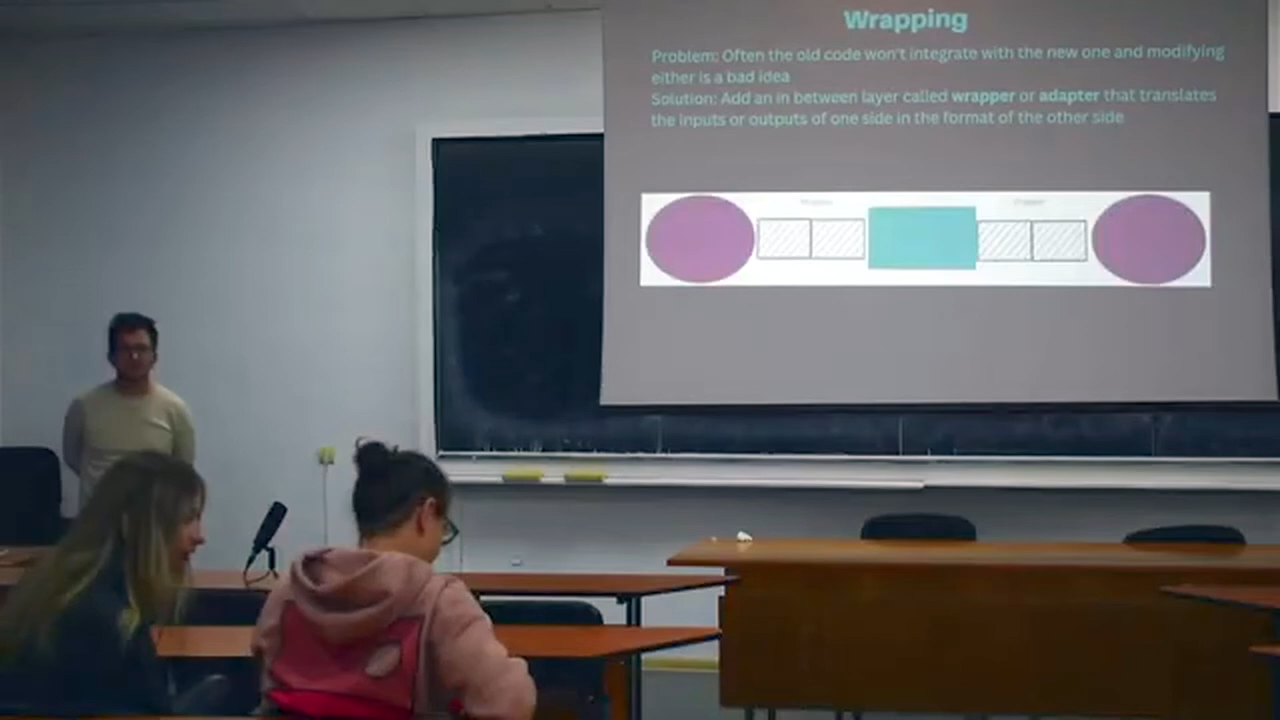 Wrapping
Problem: Often the old code won't integrate with the new one and modifying
either is a bad idea
Solution: Add an in between layer called wrapper or adapter that translates
the inputs or outputs of one side in the format of the other side